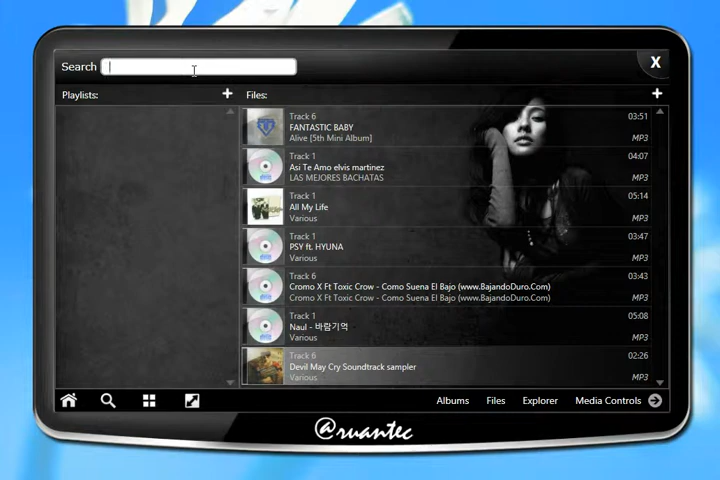 Search
X
Playlists: +
Files: +
Track 6 03:51
FANTASTIC BABY
Alive [5th Mini Album] MP3
Track 1 04:07
Asi Te Amo elvis martinez
LAS MEJORES BACHATAS MP3
Track 1 05:14
All My Life
Various MP3
Track 1 03:47
PSY ft. HYUNA
Various MP3
Track 6 03:43
Cromo X Ft Toxic Crow - Como Suena El Bajo (www.BajandoDuro.Com)
Cromo X Ft Toxic Crow - Como Suena El Bajo (www.BajandoDuro.Com) MP3
Track 1 05:08
Naul - 바람기억
Various MP3
Track 6 02:26
Devil May Cry Soundtrack sampler
Various MP3
Albums Files Explorer Media Controls
@ruantec